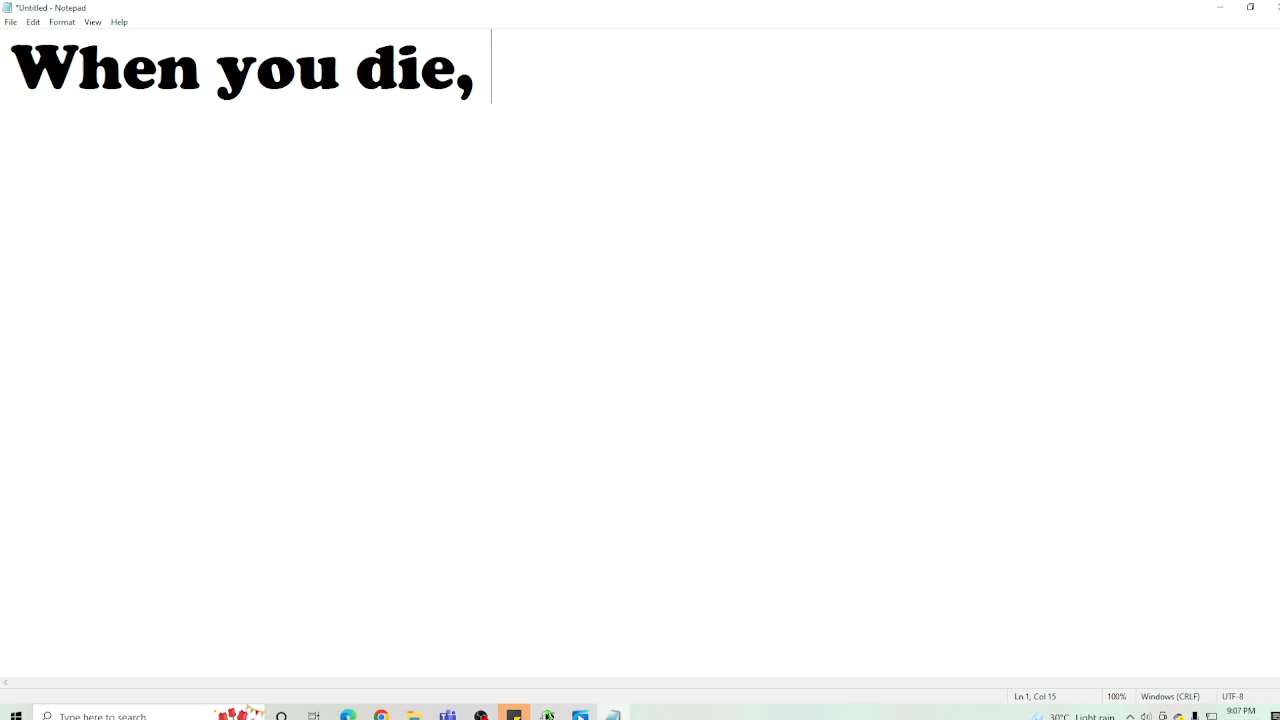 *Untitled - Notepad
File Edit Format View Help
When you die,
Ln 1, Col 15 100% Windows (CRLF) UTF-8
Type here to search
30°C Light rain
9:07 PM